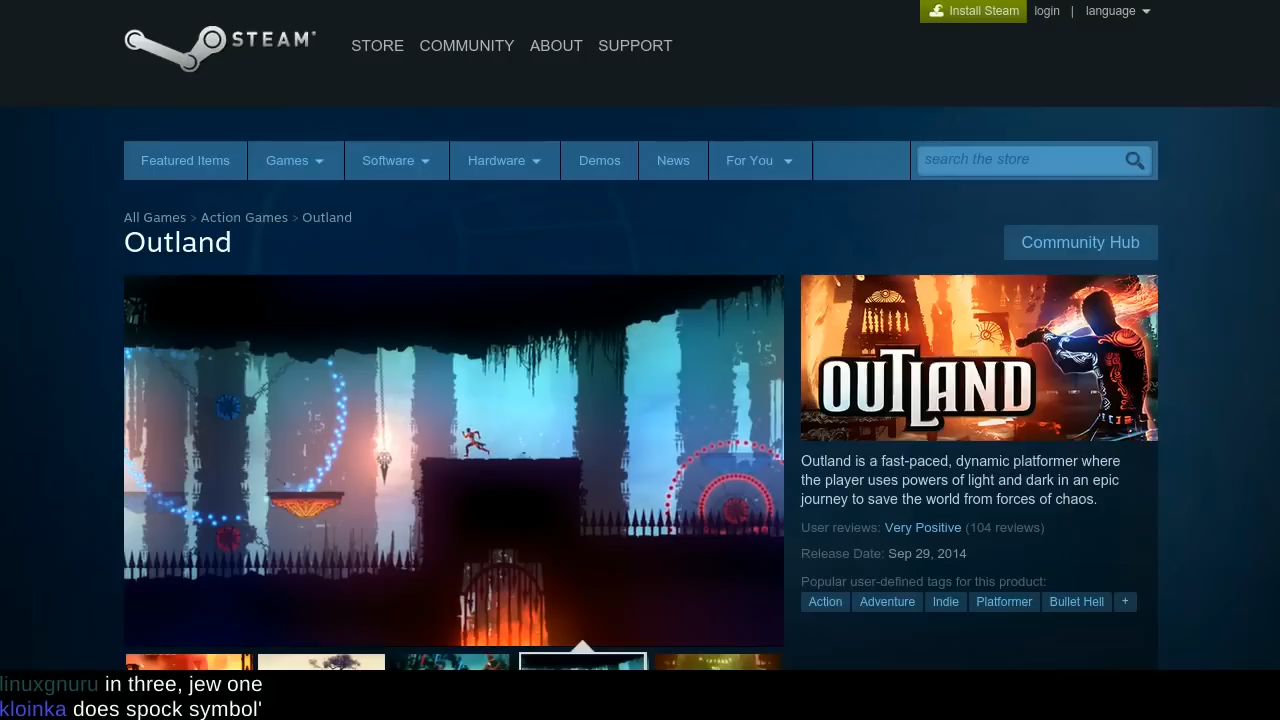 Install Steam login | language
STEAM STORE COMMUNITY ABOUT SUPPORT
Featured Items Games Software Hardware Demos News For You search the store
All Games > Action Games > Outland
Outland
Community Hub
OUTLAND
Outland is a fast-paced, dynamic platformer where
the player uses powers of light and dark in an epic
journey to save the world from forces of chaos.
User reviews: Very Positive (104 reviews)
Release Date: Sep 29, 2014
Popular user-defined tags for this product:
Action Adventure Indie Platformer Bullet Hell +
linuxgnuru in three, jew one
kloinka does spock symbol'